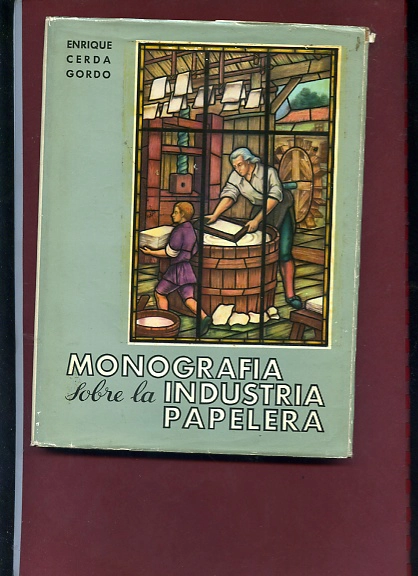 ENRIQUE
CERDA
GORDO
MONOGRAFIA
sobre la INDUSTRIA
PAPELERA